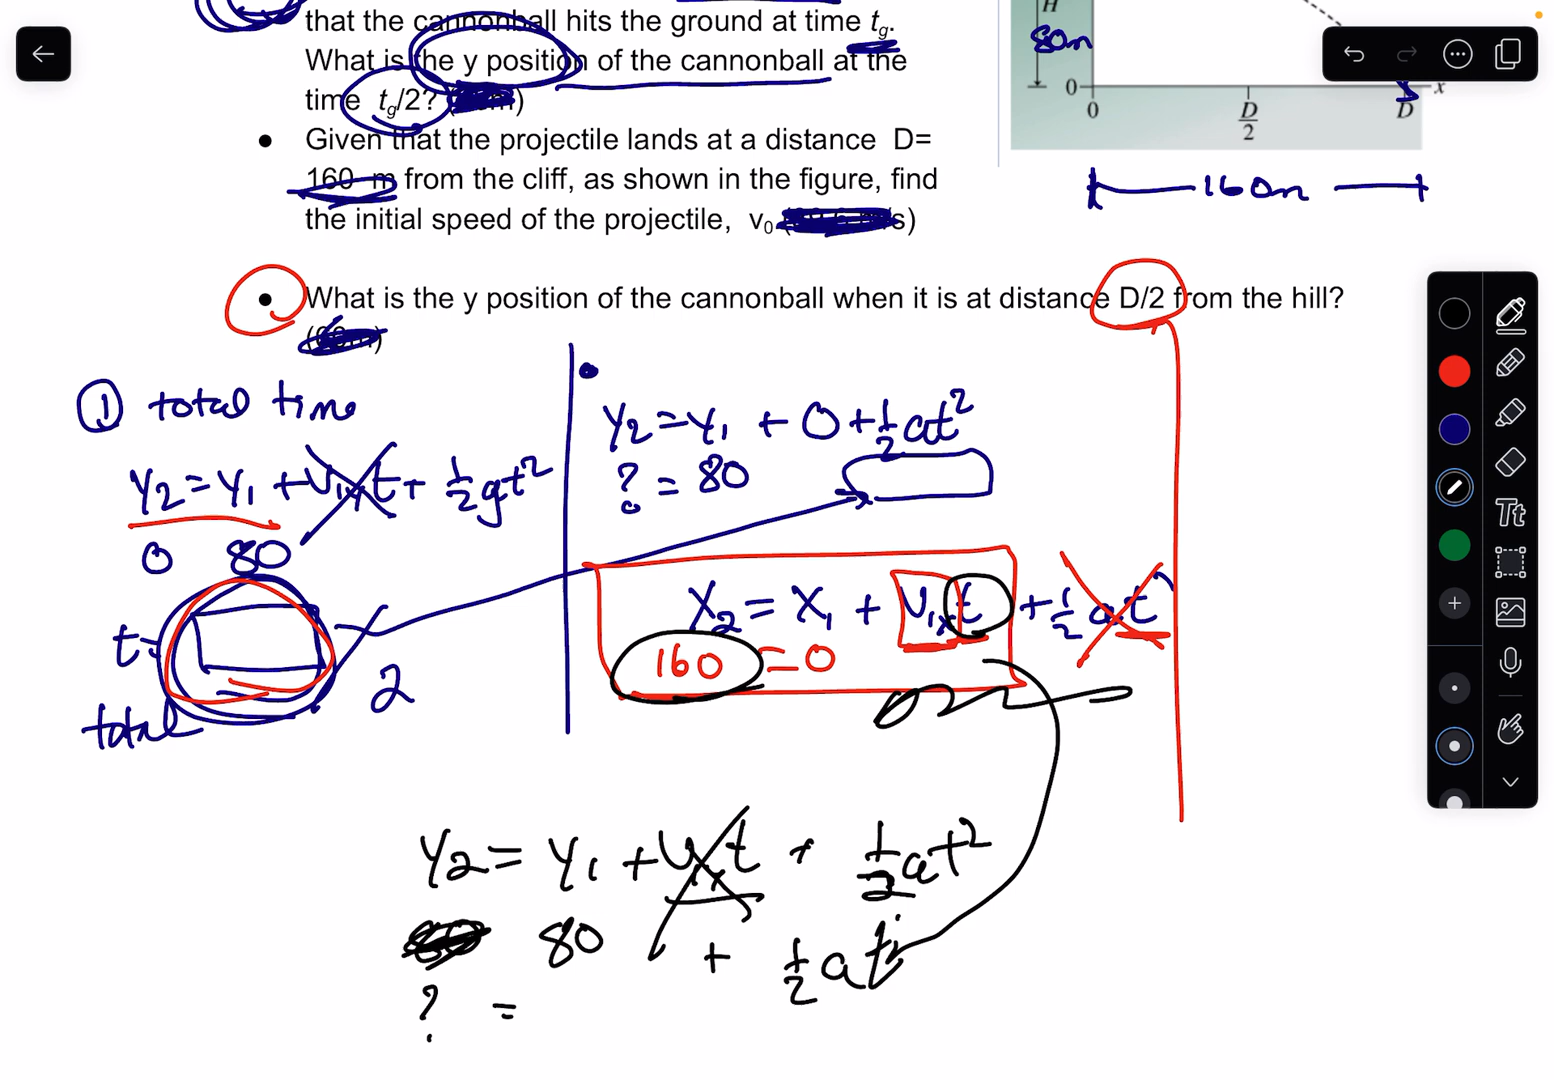 that the cannonball hits the ground at time tg.
What is the y position of the cannonball at the
time tg/2?
● Given that the projectile lands at a distance D=
160 m from the cliff, as shown in the figure, find
the initial speed of the projectile, v₀ s)
● What is the y position of the cannonball when it is at distance D/2 from the hill?
H
80m
0
0
D/2
D
x
160m
① total time
y₂ = y₁ + v₁yt + ½gt²
0 80
t =
total
2
y₂ = y₁ + 0 + ½at²
? = 80
x₂ = x₁ + v₁ₓt + ½at²
160 = 0
y₂ = y₁ + v₁yt + ½at²
80 + ½at
? =
Tt